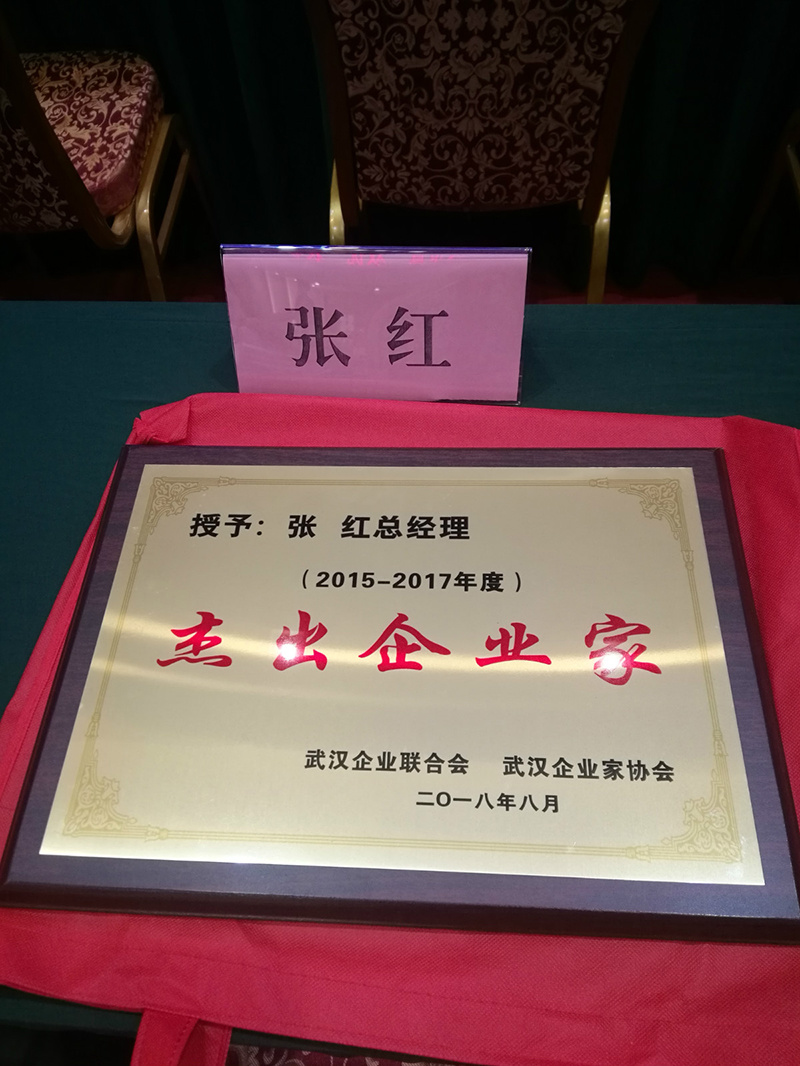 张 红
授予：张 红总经理
（2015-2017年度）
杰出企业家
武汉企业联合会 武汉企业家协会
二〇一八年八月